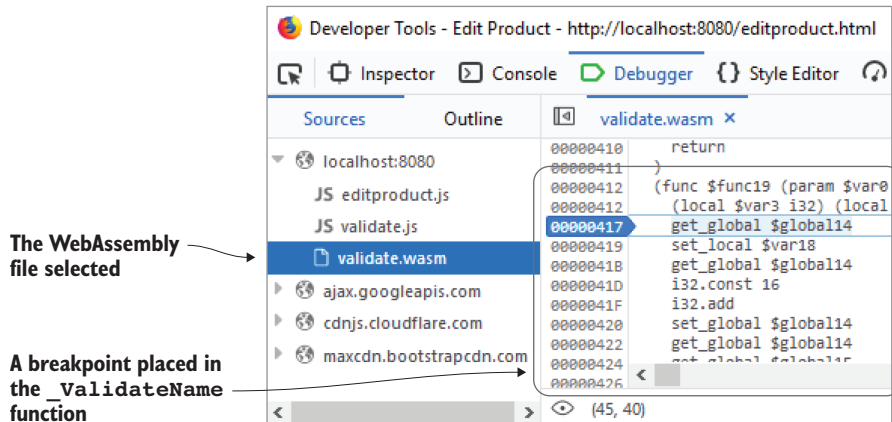 Developer Tools - Edit Product - http://localhost:8080/editproduct.html
Inspector Console Debugger {} Style Editor
Sources Outline validate.wasm ×
localhost:8080
JS editproduct.js
JS validate.js
validate.wasm
ajax.googleapis.com
cdnjs.cloudflare.com
maxcdn.bootstrapcdn.com
00000410 return
00000411 )
00000412 (func $func19 (param $var0
00000412 (local $var3 i32) (local
00000417 get_global $global14
00000419 set_local $var18
0000041B get_global $global14
0000041D i32.const 16
0000041F i32.add
00000420 set_global $global14
00000422 get_global $global14
00000424 get_global $global15
00000426
(45, 40)
The WebAssembly
file selected
A breakpoint placed in
the _ValidateName
function